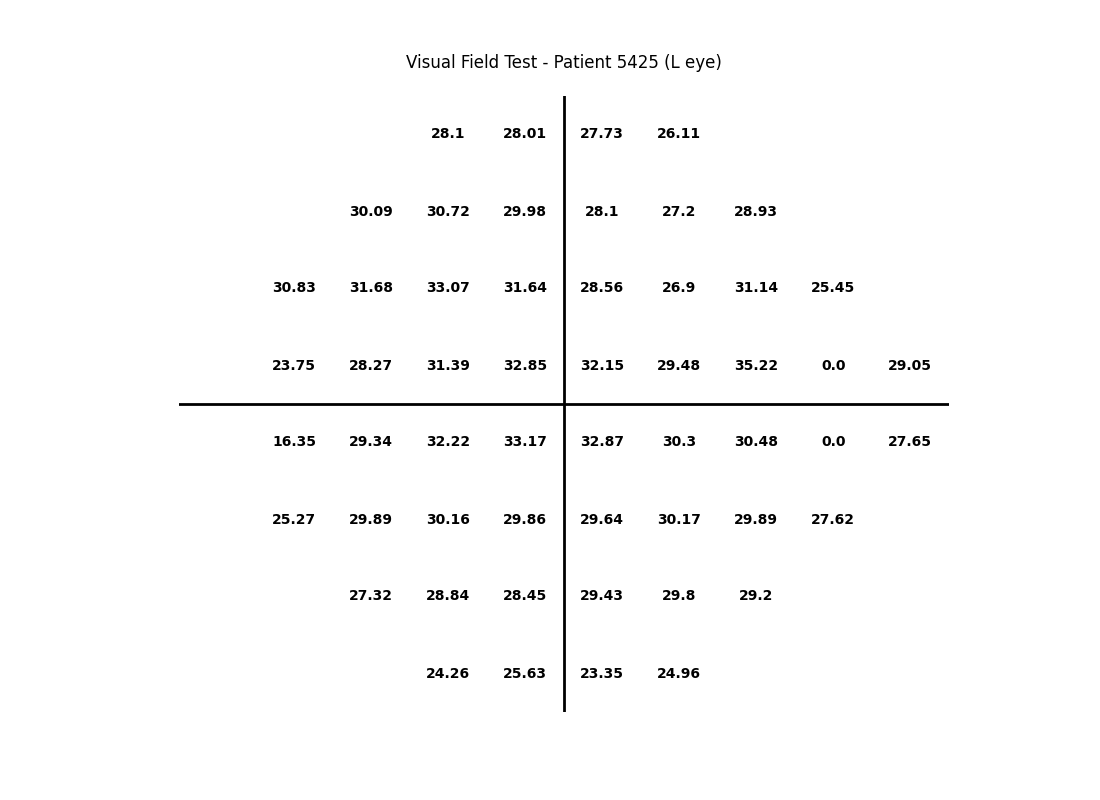 Visual Field Test - Patient 5425 (L eye)
28.1 28.01 27.73 26.11
30.09 30.72 29.98 28.1 27.2 28.93
30.83 31.68 33.07 31.64 28.56 26.9 31.14 25.45
23.75 28.27 31.39 32.85 32.15 29.48 35.22 0.0 29.05
16.35 29.34 32.22 33.17 32.87 30.3 30.48 0.0 27.65
25.27 29.89 30.16 29.86 29.64 30.17 29.89 27.62
27.32 28.84 28.45 29.43 29.8 29.2
24.26 25.63 23.35 24.96